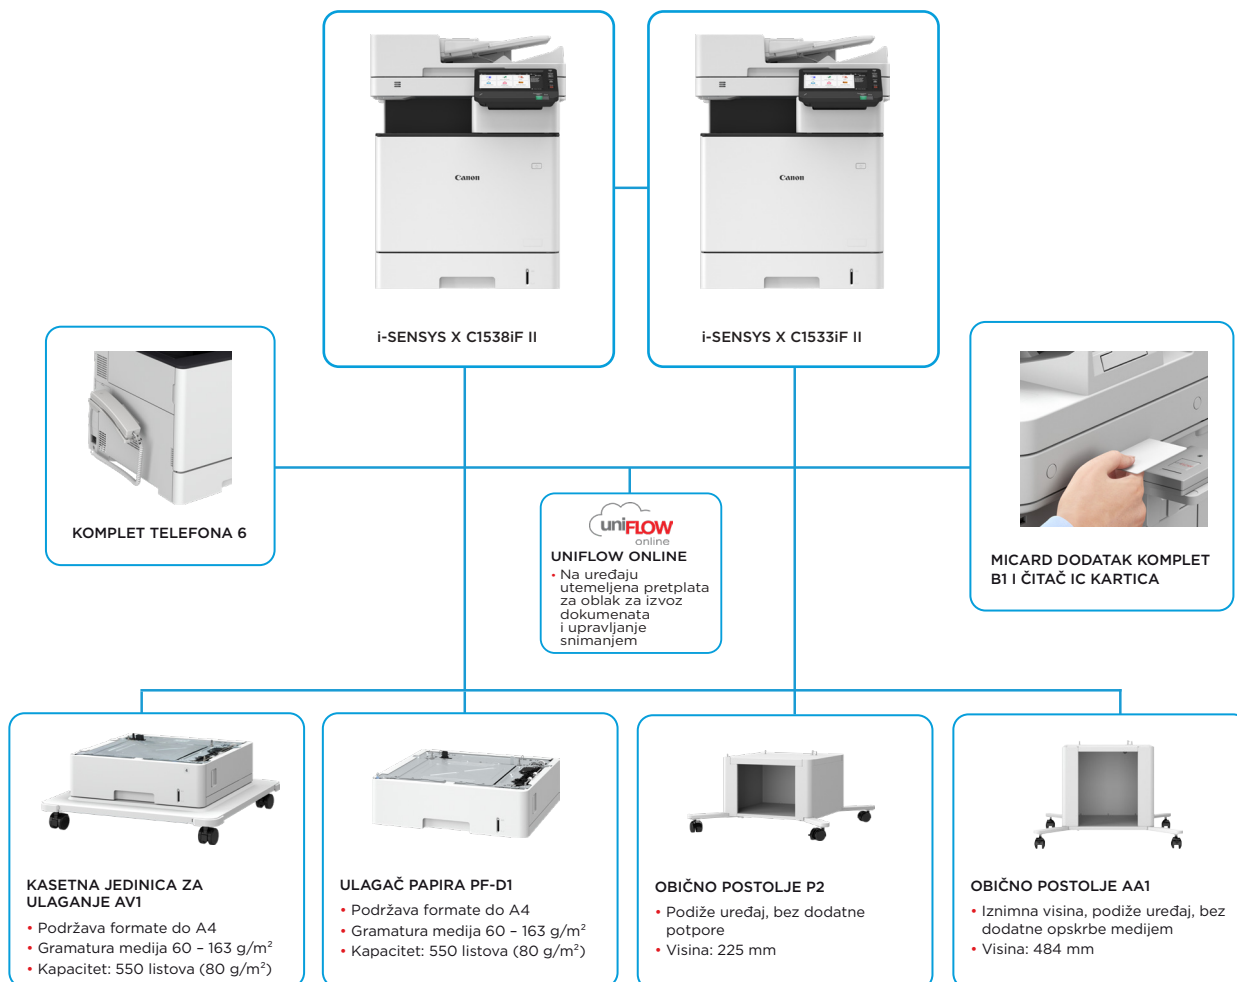 Canon
Canon
i-SENSYS X C1538iF II
i-SENSYS X C1533iF II
KOMPLET TELEFONA 6
uniFLOW
online
UNIFLOW ONLINE
• Na uređaju
utemeljena pretplata
za oblak za izvoz
dokumenata
i upravljanje
snimanjem
MICARD DODATAK KOMPLET
B1 I ČITAČ IC KARTICA
KASETNA JEDINICA ZA
ULAGANJE AV1
• Podržava formate do A4
• Gramatura medija 60 – 163 g/m²
• Kapacitet: 550 listova (80 g/m²)
ULAGAČ PAPIRA PF-D1
• Podržava formate do A4
• Gramatura medija 60 – 163 g/m²
• Kapacitet: 550 listova (80 g/m²)
OBIČNO POSTOLJE P2
• Podiže uređaj, bez dodatne
potpore
• Visina: 225 mm
OBIČNO POSTOLJE AA1
• Iznimna visina, podiže uređaj, bez
dodatne opskrbe medijem
• Visina: 484 mm